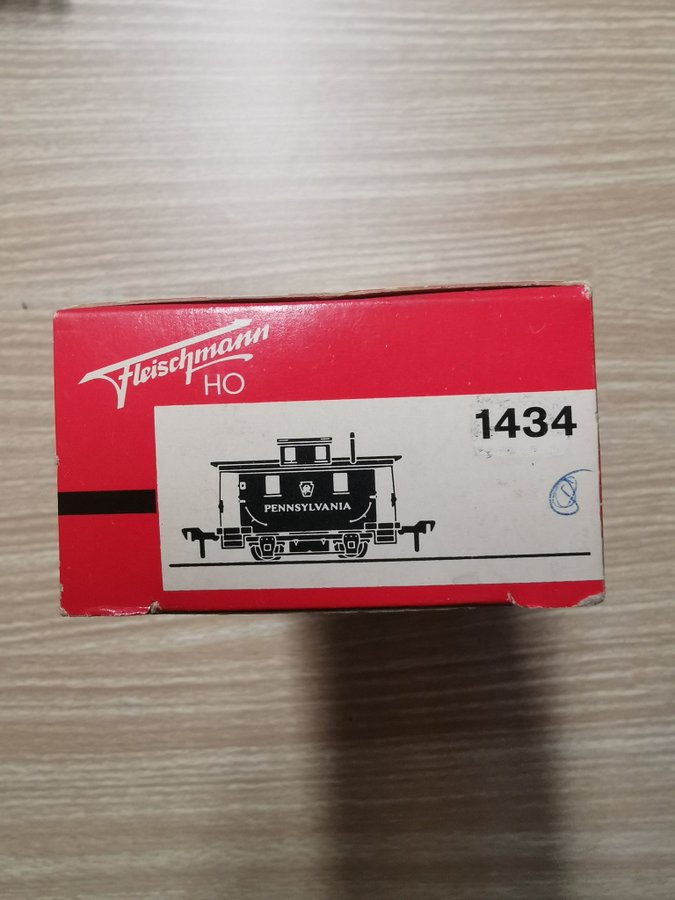 Fleischmann
HO
1434
PENNSYLVANIA